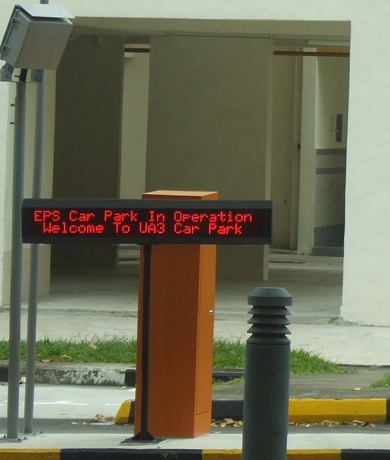 EPS Car Park In Operation
Welcome To UA3 Car Park